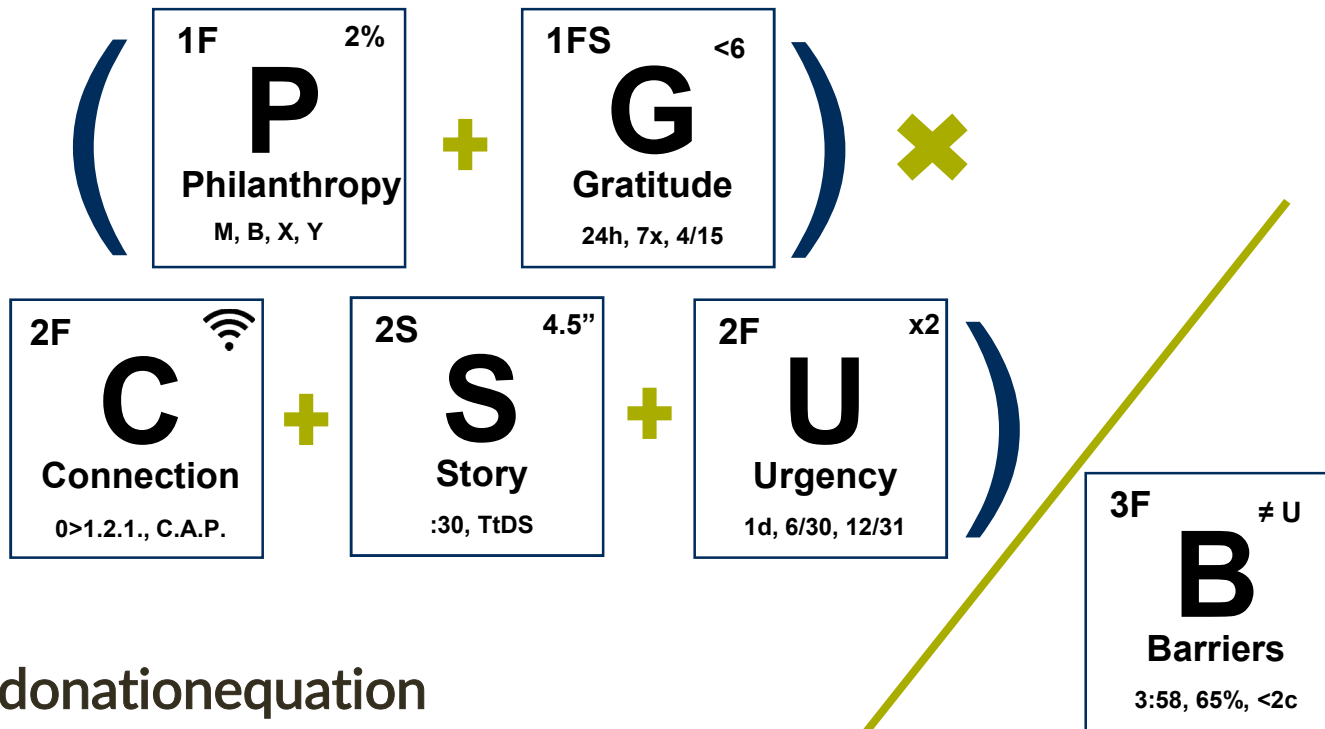 ( 1F 2% + 1FS <6 ) ×
P G
Philanthropy Gratitude
M, B, X, Y 24h, 7x, 4/15
2F 2S 4.5” 2F x2 )
C + S + U
Connection Story Urgency
0>1.2.1., C.A.P. :30, TtDS 1d, 6/30, 12/31
3F ≠ U
B
Barriers
3:58, 65%, <2c
donationequation